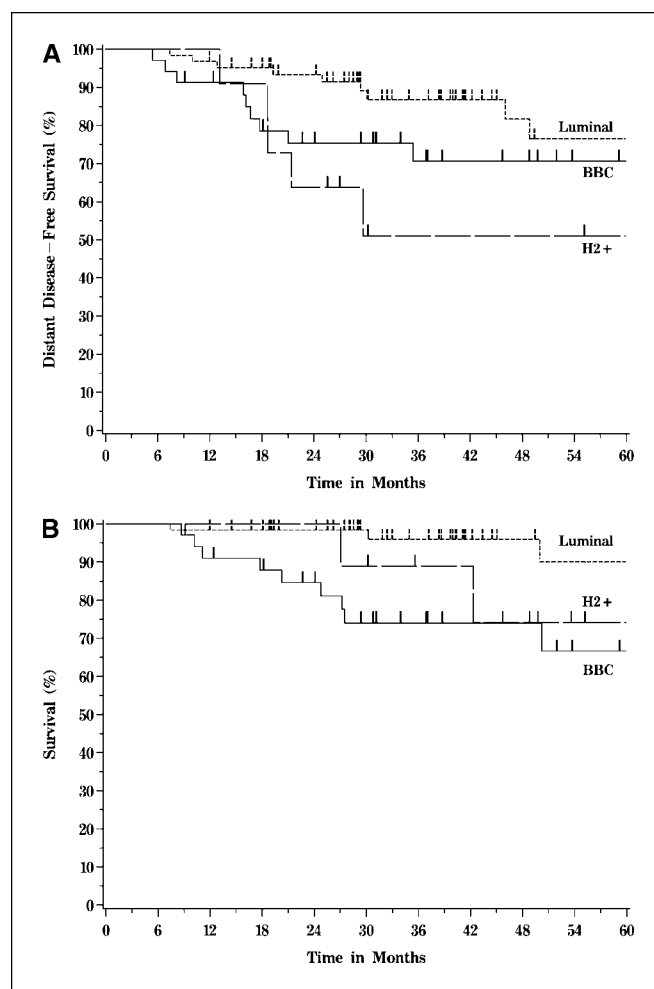 A
100
90
80
70
60
50
40
30
20
10
0
Distant Disease–Free Survival (%)
Luminal
BBC
H2+
0 6 12 18 24 30 36 42 48 54 60
Time in Months
B
100
90
80
70
60
50
40
30
20
10
0
Survival (%)
Luminal
H2+
BBC
0 6 12 18 24 30 36 42 48 54 60
Time in Months